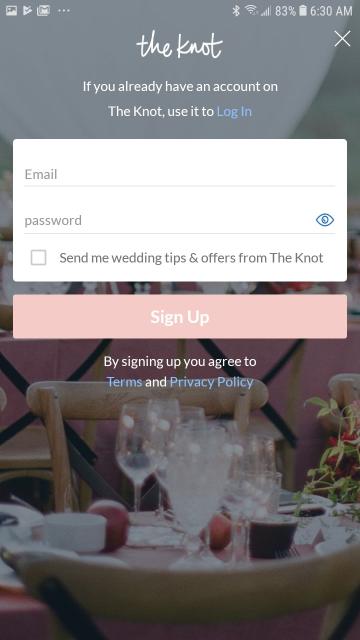 83% 6:30 AM
the knot
If you already have an account on
The Knot, use it to Log In
Email
password
Send me wedding tips & offers from The Knot
Sign Up
By signing up you agree to
Terms and Privacy Policy